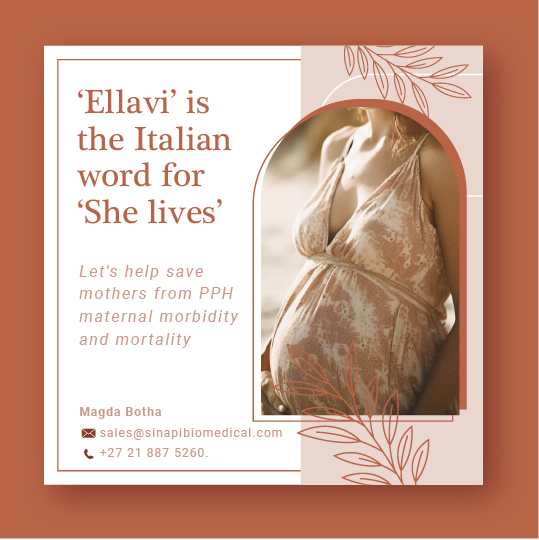 ‘Ellavi’ is
the Italian
word for
‘She lives’
Let's help save
mothers from PPH
maternal morbidity
and mortality
Magda Botha
sales@sinapibiomedical.com
+27 21 887 5260.